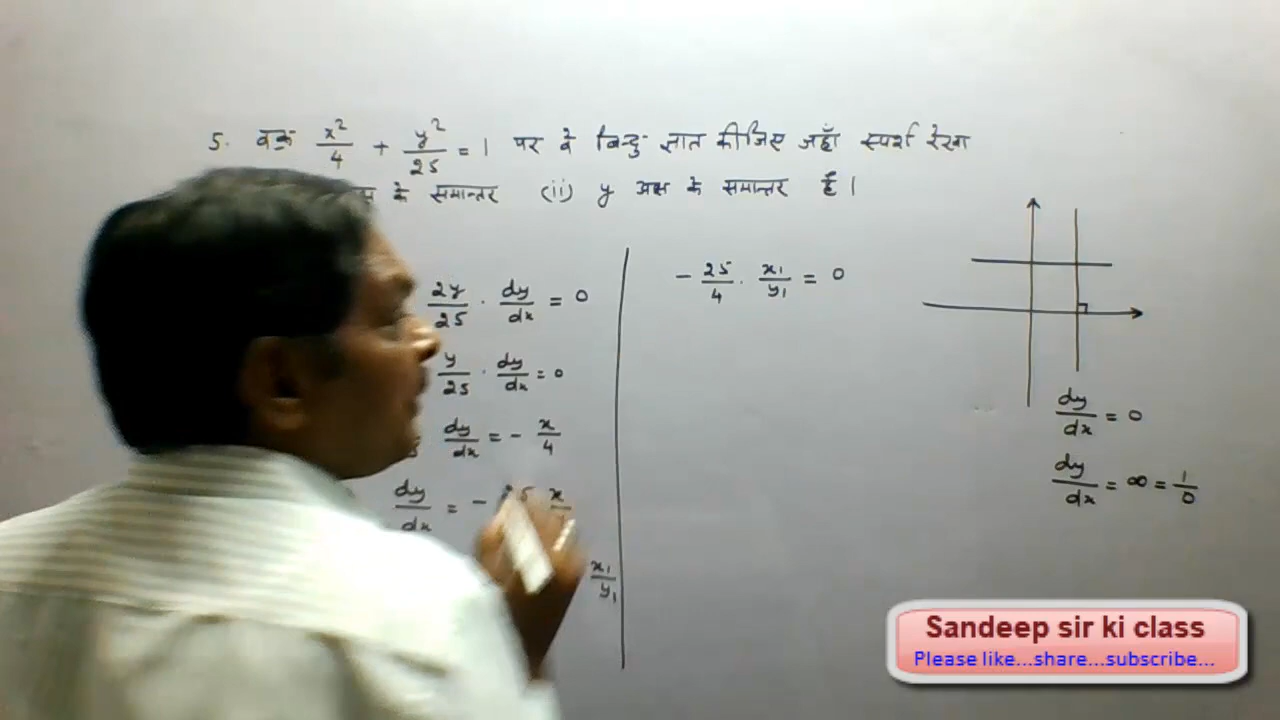 5. वक्र x²/4 + y²/25 = 1 पर वे बिन्दु ज्ञात कीजिए जहाँ स्पर्श रेखा
के समान्तर (ii) y अक्ष के समान्तर है।
2y/25 · dy/dx = 0
y/25 · dy/dx = 0
dy/dx = - x/4
dy/dx = - x
x₁/y₁
- 25/4 · x₁/y₁ = 0
dy/dx = 0
dy/dx = ∞ = 1/0
Sandeep sir ki class
Please like...share...subscribe...